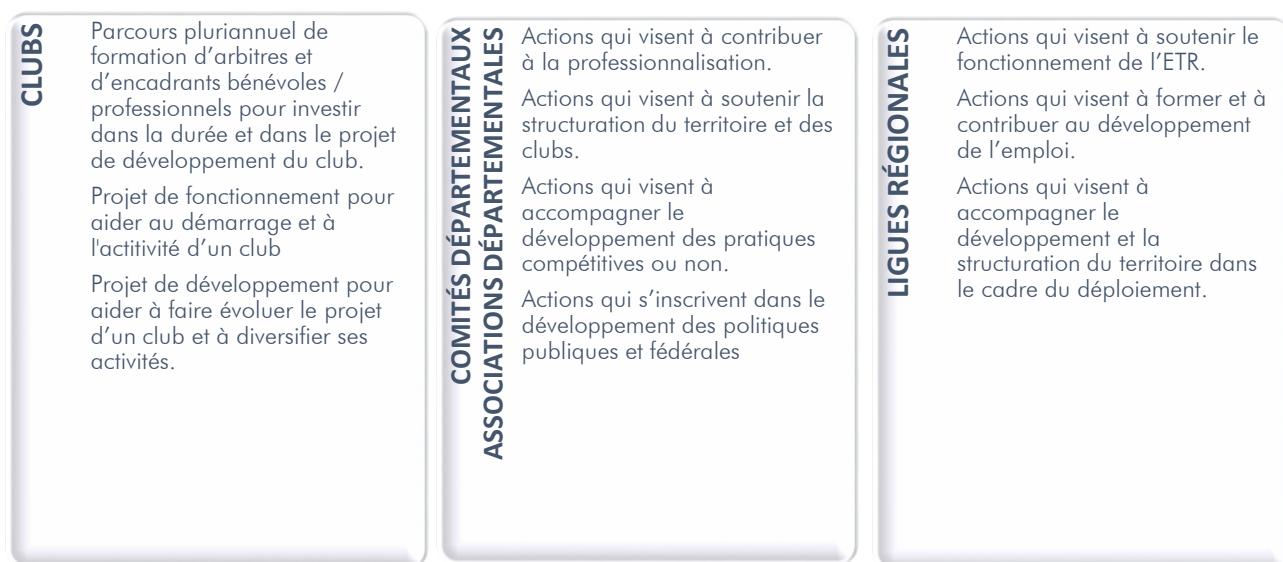 CLUBS
Parcours pluriannuel de
formation d’arbitres et
d’encadrants bénévoles /
professionnels pour investir
dans la durée et dans le projet
de développement du club.
Projet de fonctionnement pour
aider au démarrage et à
l'actitivité d’un club
Projet de développement pour
aider à faire évoluer le projet
d’un club et à diversifier ses
activités.
COMITÉS DÉPARTEMENTAUX
ASSOCIATIONS DÉPARTEMENTALES
Actions qui visent à contribuer
à la professionnalisation.
Actions qui visent à soutenir la
structuration du territoire et des
clubs.
Actions qui visent à
accompagner le
développement des pratiques
compétitives ou non.
Actions qui s’inscrivent dans le
développement des politiques
publiques et fédérales
LIGUES RÉGIONALES
Actions qui visent à soutenir le
fonctionnement de l’ETR.
Actions qui visent à former et à
contribuer au développement
de l’emploi.
Actions qui visent à
accompagner le
développement et la
structuration du territoire dans
le cadre du déploiement.